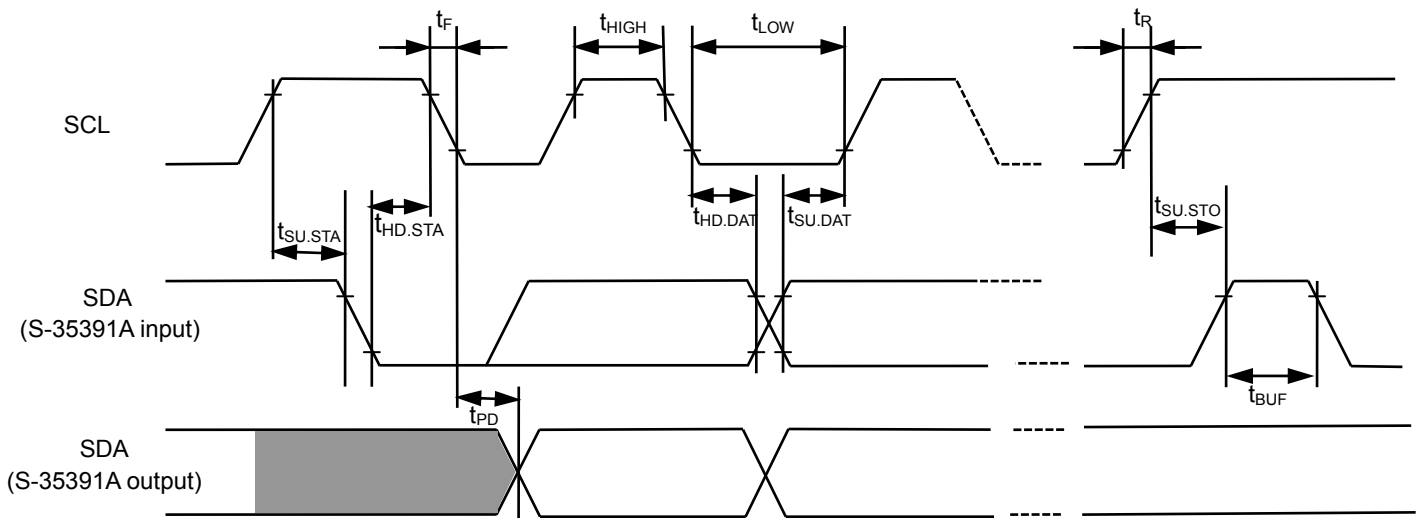 tF
tHIGH
tLOW
tR
SCL
tSU.STA
tHD.STA
tHD.DAT
tSU.DAT
tSU.STO
SDA
(S-35391A input)
tPD
tBUF
SDA
(S-35391A output)